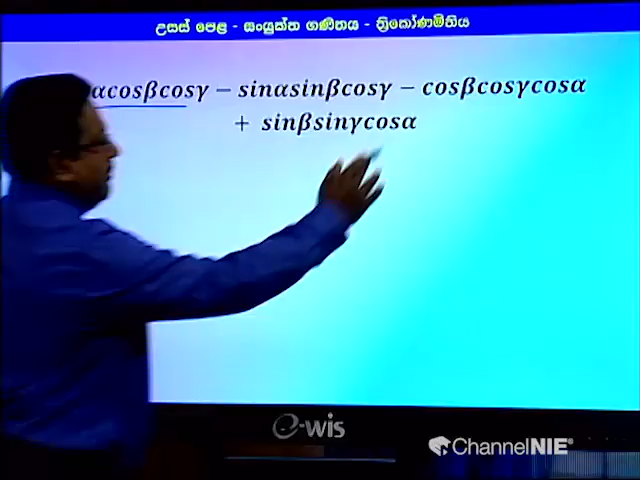 උසස් පෙළ - සංයුක්ත ගණිතය - ත්‍රිකෝණමිතිය
αcosβcosγ − sinαsinβcosγ − cosβcosγcosα
+ sinβsinγcosα
e-wis
ChannelNIE